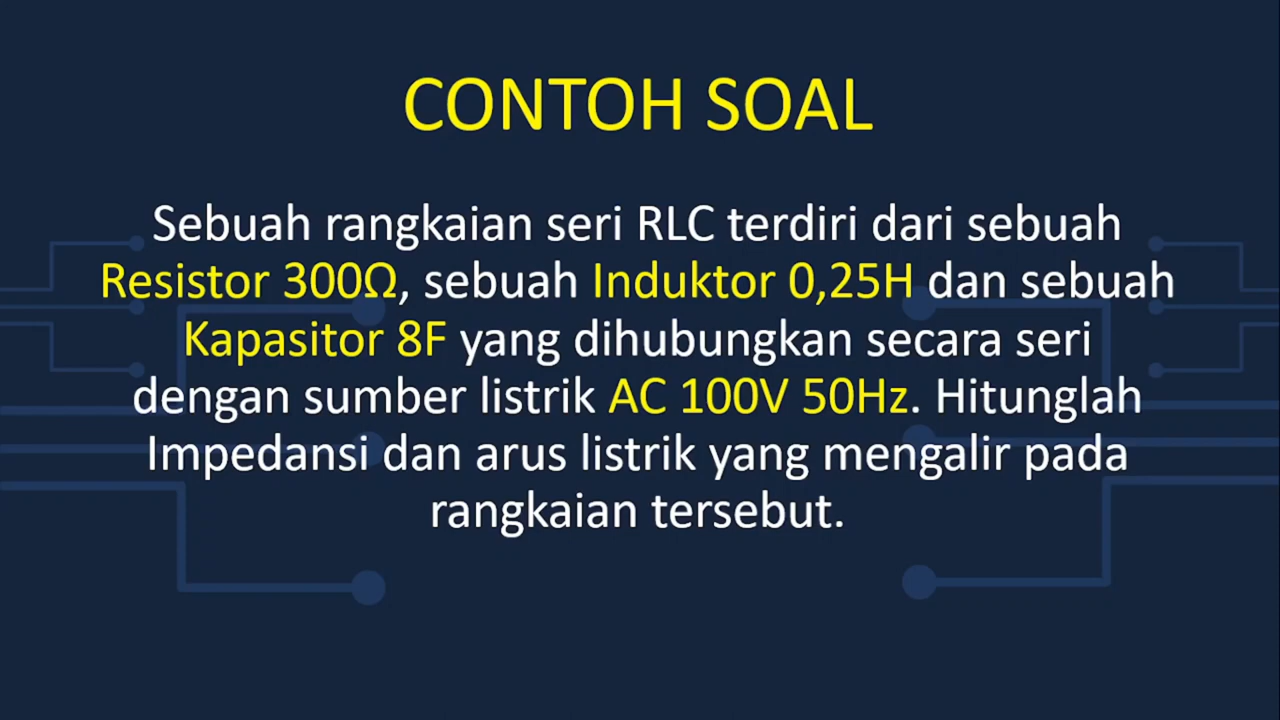 CONTOH SOAL
Sebuah rangkaian seri RLC terdiri dari sebuah
Resistor 300Ω, sebuah Induktor 0,25H dan sebuah
Kapasitor 8F yang dihubungkan secara seri
dengan sumber listrik AC 100V 50Hz. Hitunglah
Impedansi dan arus listrik yang mengalir pada
rangkaian tersebut.